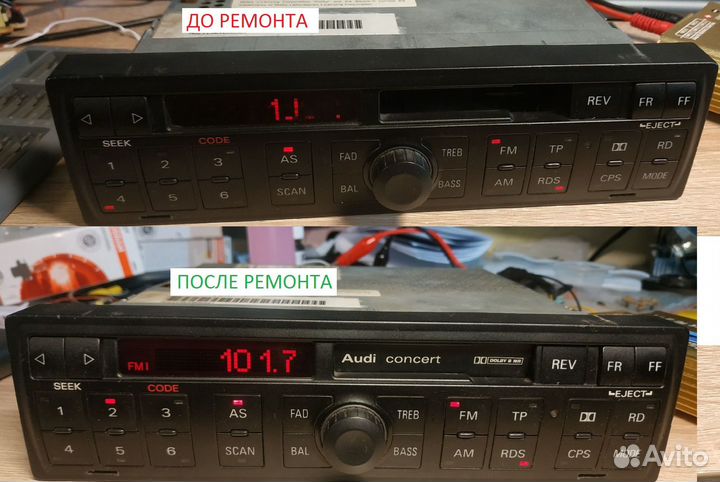 ДО РЕМОНТА
1.
REV FR FF
EJECT
SEEK CODE
1 2 3 AS FAD TREB FM TP RD
4 5 6 SCAN BAL BASS AM RDS CPS MODE
ПОСЛЕ РЕМОНТА
FM1 101.7 Audi concert DOLBY B NR REV FR FF
EJECT
SEEK CODE
1 2 3 AS FAD TREB FM TP RD
4 5 6 SCAN BAL BASS AM RDS CPS MODE
Avito